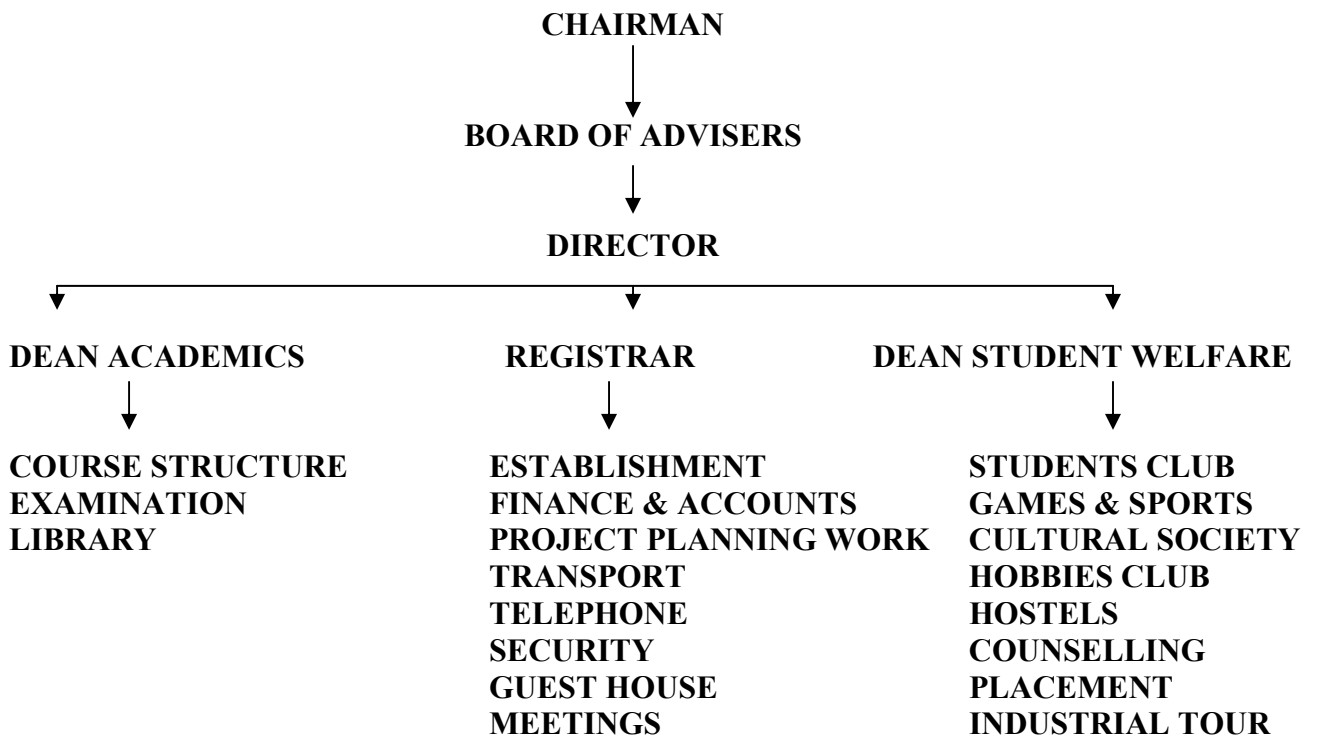 CHAIRMAN
BOARD OF ADVISERS
DIRECTOR
DEAN ACADEMICS
REGISTRAR
DEAN STUDENT WELFARE
COURSE STRUCTURE
EXAMINATION
LIBRARY
ESTABLISHMENT
FINANCE & ACCOUNTS
PROJECT PLANNING WORK
TRANSPORT
TELEPHONE
SECURITY
GUEST HOUSE
MEETINGS
STUDENTS CLUB
GAMES & SPORTS
CULTURAL SOCIETY
HOBBIES CLUB
HOSTELS
COUNSELLING
PLACEMENT
INDUSTRIAL TOUR